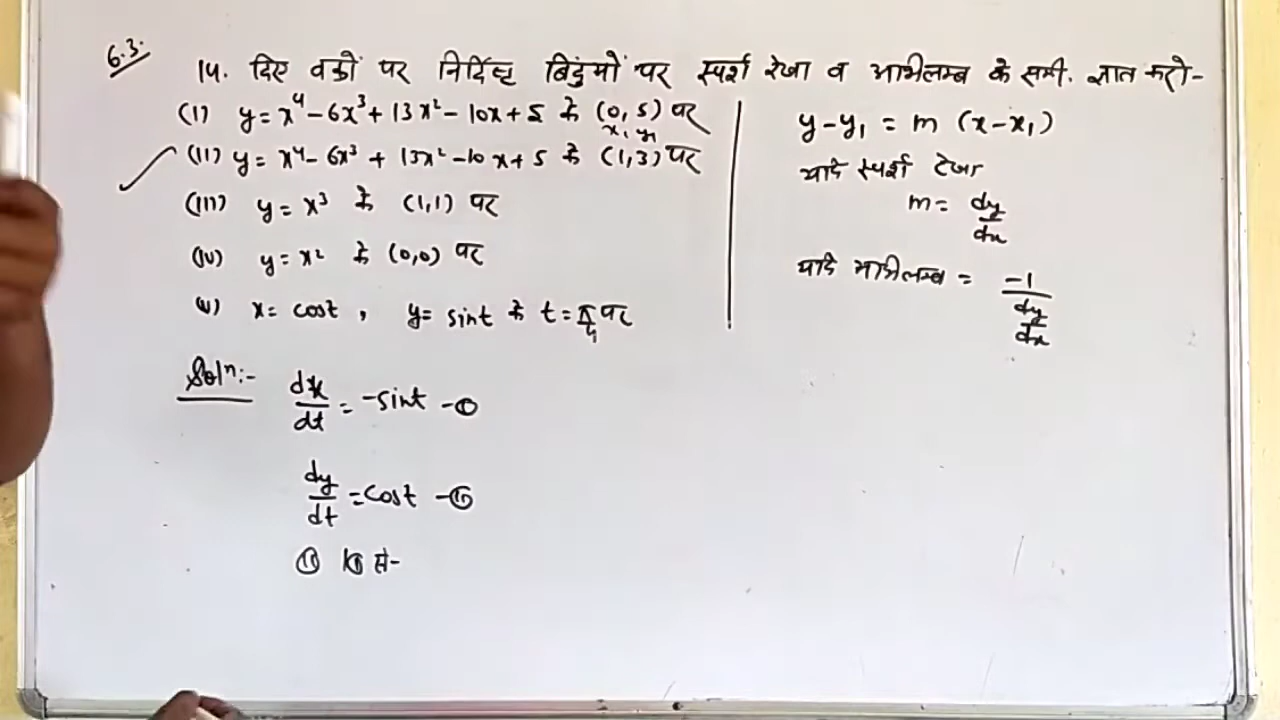 6.3.
14. दिए वक्रों पर निर्दिष्ट बिंदुयों पर स्पर्श रेखा व अभिलम्ब के समी. ज्ञात करो-
(I) y = x⁴ - 6x³ + 13x² - 10x + 5 के (0, 5) पर
x₁ y₁
(II) y = x⁴ - 6x³ + 13x² - 10x + 5 के (1, 3) पर
(III) y = x³ के (1,1) पर
(IV) y = x² के (0,0) पर
(V) x = cost , y = sint के t = π/4 पर
Solⁿ:-
dx/dt = -sint -①
dy/dt = cost -②
y - y₁ = m (x - x₁)
यदि स्पर्श रेखा
m = dy/dx
यदि अभिलम्ब = -1/(dy/dx)